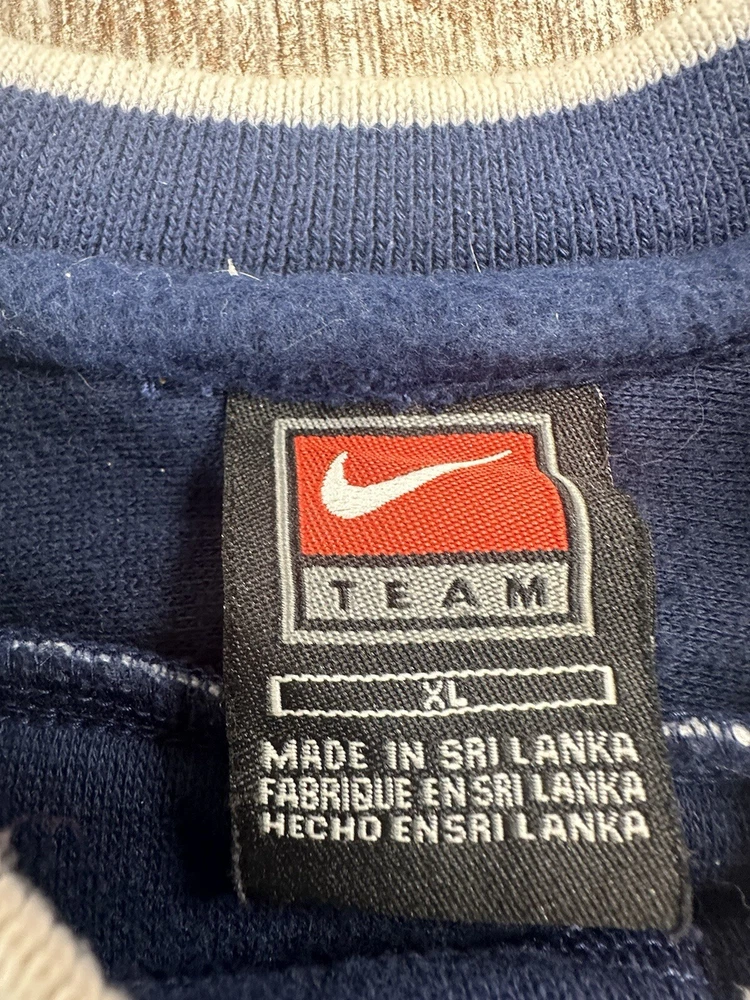 TEAM
XL
MADE IN SRI LANKA
FABRIQUE EN SRI LANKA
HECHO EN SRI LANKA